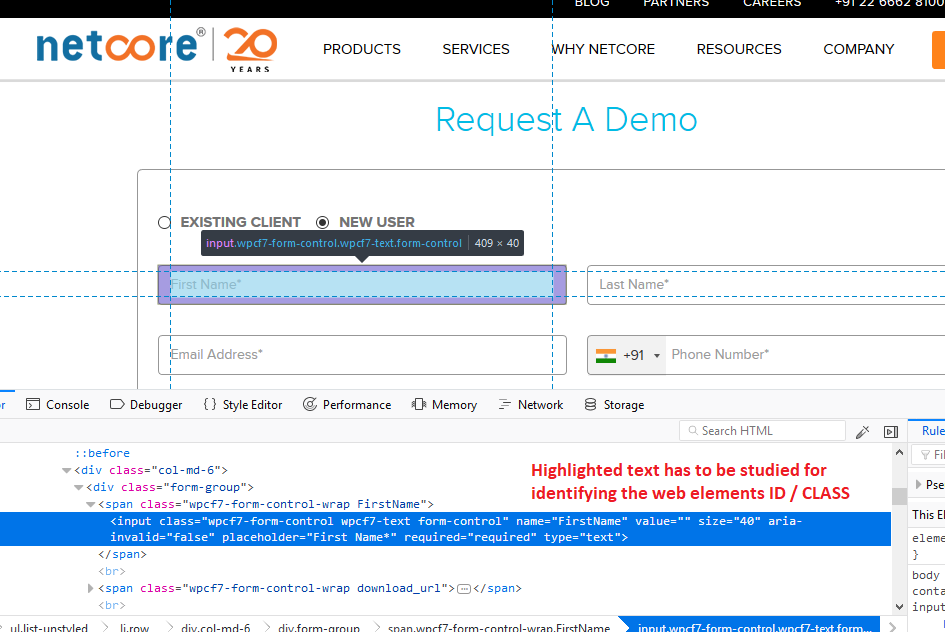 BLOG PARTNERS CAREERS +91 22 6662 8100
netcore® 20 YEARS
PRODUCTS SERVICES WHY NETCORE RESOURCES COMPANY
Request A Demo
EXISTING CLIENT NEW USER
input.wpcf7-form-control.wpcf7-text.form-control 409 × 40
First Name* Last Name*
Email Address* +91 Phone Number*
Console Debugger {} Style Editor Performance Memory Network Storage
Search HTML Rule
::before Fil
<div class="col-md-6">
Highlighted text has to be studied for
identifying the web elements ID / CLASS
<div class="form-group"> Pse
<span class="wpcf7-form-control-wrap FirstName">
<input class="wpcf7-form-control wpcf7-text form-control" name="FirstName" value="" size="40" aria-
invalid="false" placeholder="First Name*" required="required" type="text">
This El
eleme
</span> }
<br>
body
<span class="wpcf7-form-control-wrap download_url"></span>
conta
<br> input
ul.list-unstyled li.row div.col-md-6 div.form-group span.wpcf7-form-control-wrap.FirstName input.wpcf7-form-control.wpcf7-text.form...